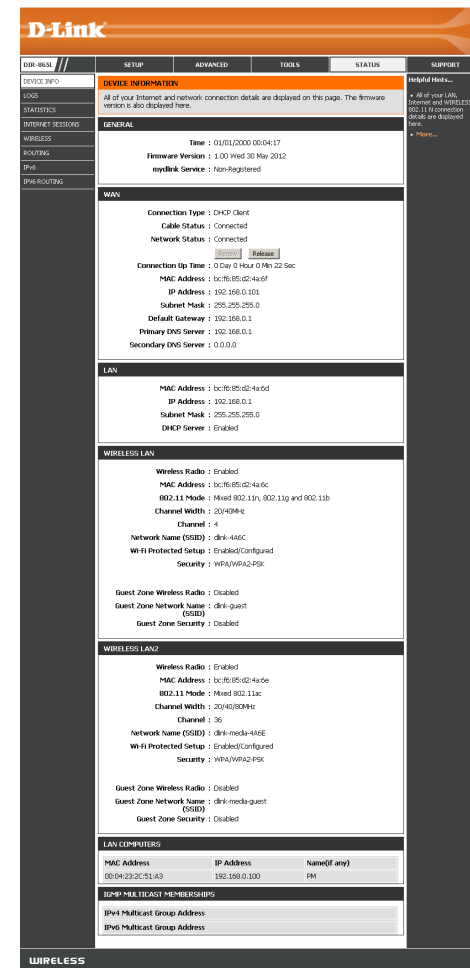 D-Link
DIR-865L
SETUP ADVANCED TOOLS STATUS SUPPORT
DEVICE INFO
LOGS
STATISTICS
INTERNET SESSIONS
WIRELESS
ROUTING
IPv6
IPV6 ROUTING
DEVICE INFORMATION
All of your Internet and network connection details are displayed on this page. The firmware
version is also displayed here.
GENERAL
Time : 01/01/2000 00:04:17
Firmware Version : 1.00 Wed 30 May 2012
mydlink Service : Non-Registered
WAN
Connection Type : DHCP Client
Cable Status : Connected
Network Status : Connected
Renew Release
Connection Up Time : 0 Day 0 Hour 0 Min 22 Sec
MAC Address : bc:f6:85:d2:4a:6f
IP Address : 192.168.0.101
Subnet Mask : 255.255.255.0
Default Gateway : 192.168.0.1
Primary DNS Server : 192.168.0.1
Secondary DNS Server : 0.0.0.0
LAN
MAC Address : bc:f6:85:d2:4a:6d
IP Address : 192.168.0.1
Subnet Mask : 255.255.255.0
DHCP Server : Enabled
WIRELESS LAN
Wireless Radio : Enabled
MAC Address : bc:f6:85:d2:4a:6c
802.11 Mode : Mixed 802.11n, 802.11g and 802.11b
Channel Width : 20/40MHz
Channel : 4
Network Name (SSID) : dlink-4A6C
Wi-Fi Protected Setup : Enabled/Configured
Security : WPA/WPA2-PSK
Guest Zone Wireless Radio : Disabled
Guest Zone Network Name : dlink-guest
(SSID)
Guest Zone Security : Disabled
WIRELESS LAN2
Wireless Radio : Enabled
MAC Address : bc:f6:85:d2:4a:6e
802.11 Mode : Mixed 802.11ac
Channel Width : 20/40/80MHz
Channel : 36
Network Name (SSID) : dlink-media-4A6E
Wi-Fi Protected Setup : Enabled/Configured
Security : WPA/WPA2-PSK
Guest Zone Wireless Radio : Disabled
Guest Zone Network Name : dlink-media-guest
(SSID)
Guest Zone Security : Disabled
LAN COMPUTERS
MAC Address IP Address Name(if any)
00:04:23:2C:51:A3 192.168.0.100 PM
IGMP MULTICAST MEMBERSHIPS
IPv4 Multicast Group Address
IPv6 Multicast Group Address
Helpful Hints...
• All of your LAN,
Internet and WIRELESS
802.11 N connection
details are displayed
here.
• More...
WIRELESS